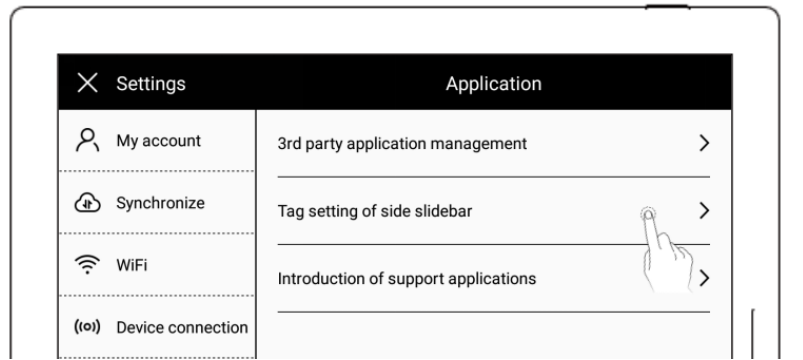 Settings
Application
My account
3rd party application management
Synchronize
Tag setting of side slidebar
WiFi
Introduction of support applications
Device connection